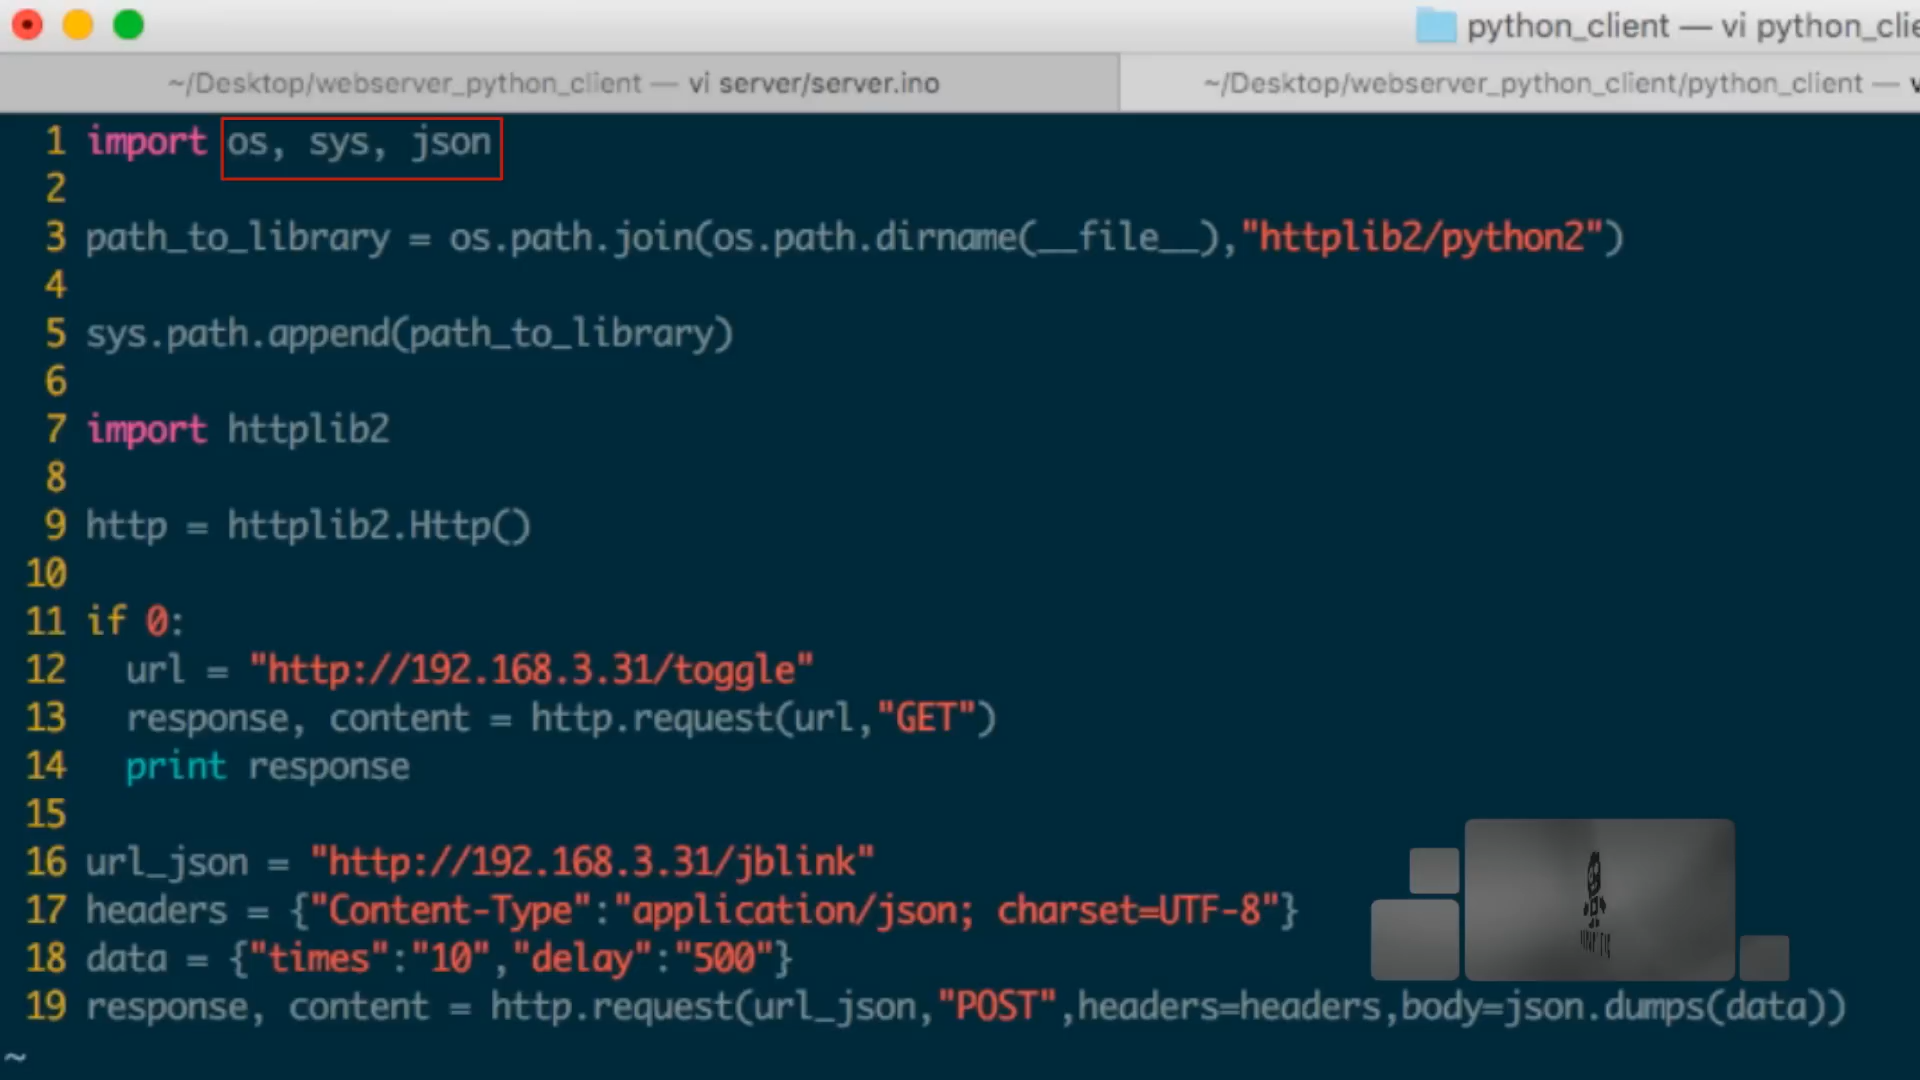 python_client — vi python_clie
~/Desktop/webserver_python_client — vi server/server.ino
~/Desktop/webserver_python_client/python_client —
1 import os, sys, json
2
3 path_to_library = os.path.join(os.path.dirname(__file__),"httplib2/python2")
4
5 sys.path.append(path_to_library)
6
7 import httplib2
8
9 http = httplib2.Http()
10
11 if 0:
12 url = "http://192.168.3.31/toggle"
13 response, content = http.request(url,"GET")
14 print response
15
16 url_json = "http://192.168.3.31/jblink"
17 headers = {"Content-Type":"application/json; charset=UTF-8"}
18 data = {"times":"10","delay":"500"}
19 response, content = http.request(url_json,"POST",headers=headers,body=json.dumps(data))
~